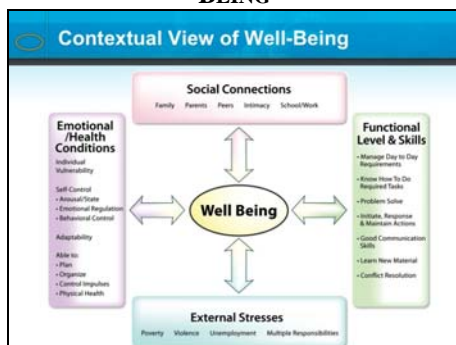 BEING
Contextual View of Well-Being
Social Connections
Family Parents Peers Intimacy School/Work
Emotional
/Health
Conditions
Individual
Vulnerability
Self-Control
• Arousal/State
• Emotional Regulation
• Behavioral Control
Adaptability
Able to:
• Plan
• Organize
• Control Impulses
• Physical Health
Well Being
Functional
Level & Skills
• Manage Day to Day
Requirements
• Know How To Do
Required Tasks
• Problem Solve
• Initiate, Response
& Maintain Actions
• Good Communication
Skills
• Learn New Material
• Conflict Resolution
External Stresses
Poverty Violence Unemployment Multiple Responsibilities